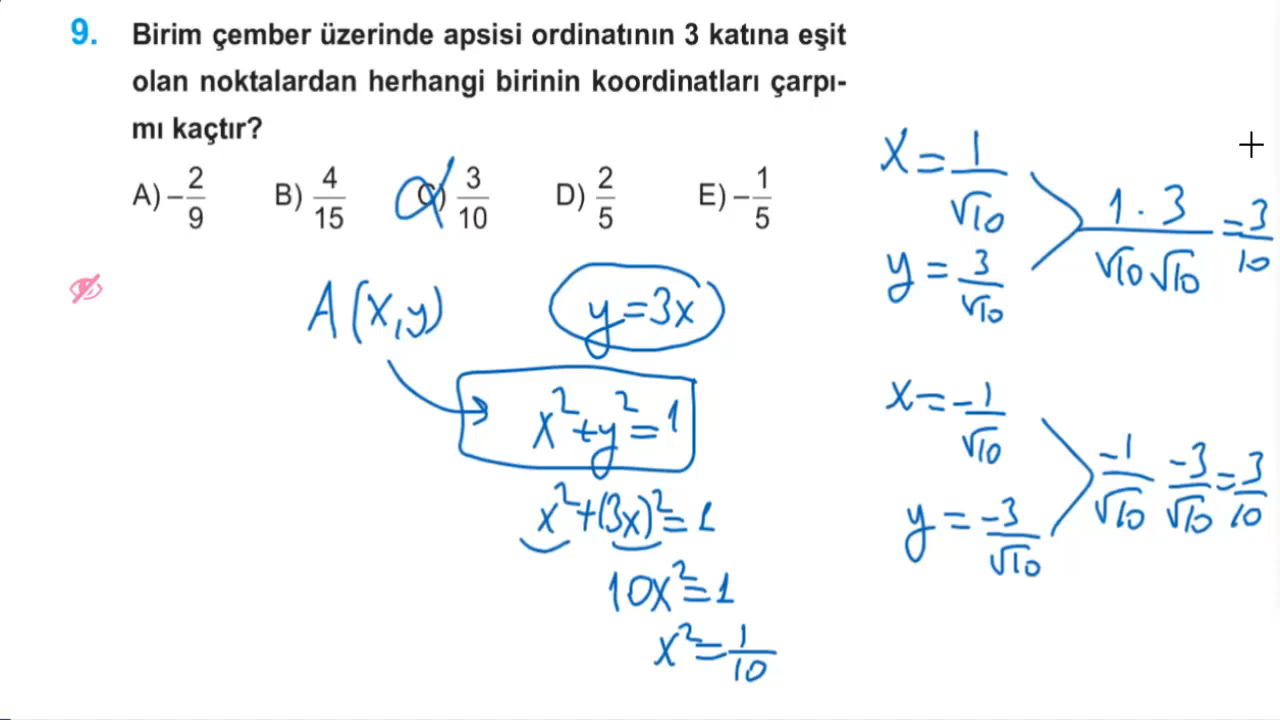 9. Birim çember üzerinde apsisi ordinatının 3 katına eşit
olan noktalardan herhangi birinin koordinatları çarpı-
mı kaçtır?
A) -2/9 B) 4/15 C) 3/10 D) 2/5 E) -1/5
A(x,y) y=3x
x²+y²=1
x²+(3x)²=1
10x²=1
x²=1/10
x=1/√10
y=3/√10
1.3/√10√10=3/10
x=-1/√10
y=-3/√10
-1/√10 -3/√10=3/10